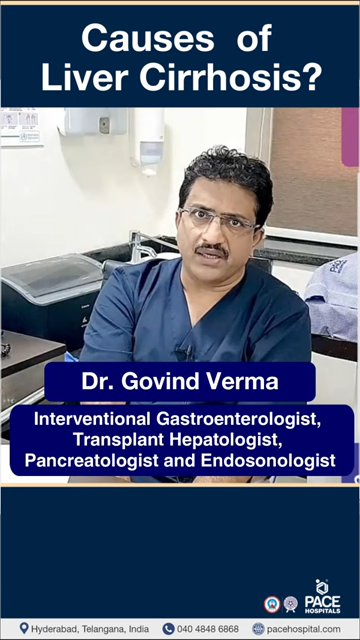 Causes of
Liver Cirrhosis?
Dr. Govind Verma
Interventional Gastroenterologist,
Transplant Hepatologist,
Pancreatologist and Endosonologist
PACE
HOSPITALS
Hyderabad, Telangana, India 040 4848 6868 pacehospital.com